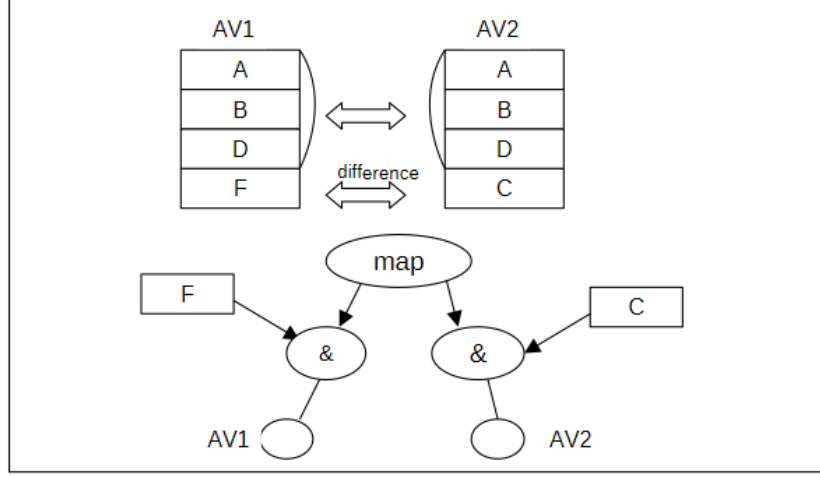 AV1 AV2
A A
B B
D D
difference
F C
map
F C
& &
AV1 AV2